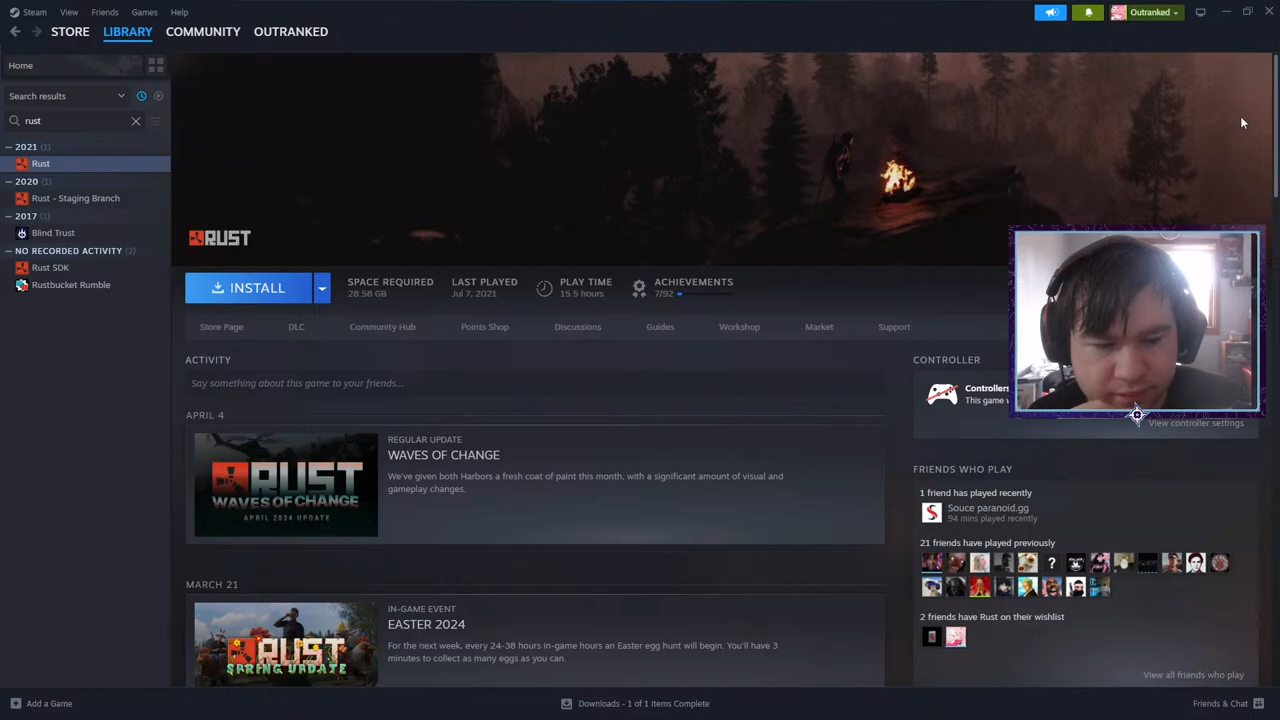 Steam View Friends Games Help
Outranked
STORE LIBRARY COMMUNITY OUTRANKED
Home
Search results
rust
2021 (1)
Rust
2020 (1)
Rust - Staging Branch
2017 (1)
Blind Trust
NO RECORDED ACTIVITY (2)
Rust SDK
Rustbucket Rumble
RUST
INSTALL
SPACE REQUIRED
28.58 GB
LAST PLAYED
Jul 7, 2021
PLAY TIME
15.5 hours
ACHIEVEMENTS
7/92
Store Page DLC Community Hub Points Shop Discussions Guides Workshop Market Support
ACTIVITY
Say something about this game to your friends...
APRIL 4
RUST
WAVES OF CHANGE
APRIL 2024 UPDATE
REGULAR UPDATE
WAVES OF CHANGE
We've given both Harbors a fresh coat of paint this month, with a significant amount of visual and
gameplay changes.
MARCH 21
RUST
SPRING UPDATE
IN-GAME EVENT
EASTER 2024
For the next week, every 24-38 hours in-game hours an Easter egg hunt will begin. You'll have 3
minutes to collect as many eggs as you can.
CONTROLLER
Controllers
This game
View controller settings
FRIENDS WHO PLAY
1 friend has played recently
Souce paranoid.gg
94 mins played recently
21 friends have played previously
?
2 friends have Rust on their wishlist
View all friends who play
Add a Game
Downloads - 1 of 1 Items Complete
Friends & Chat